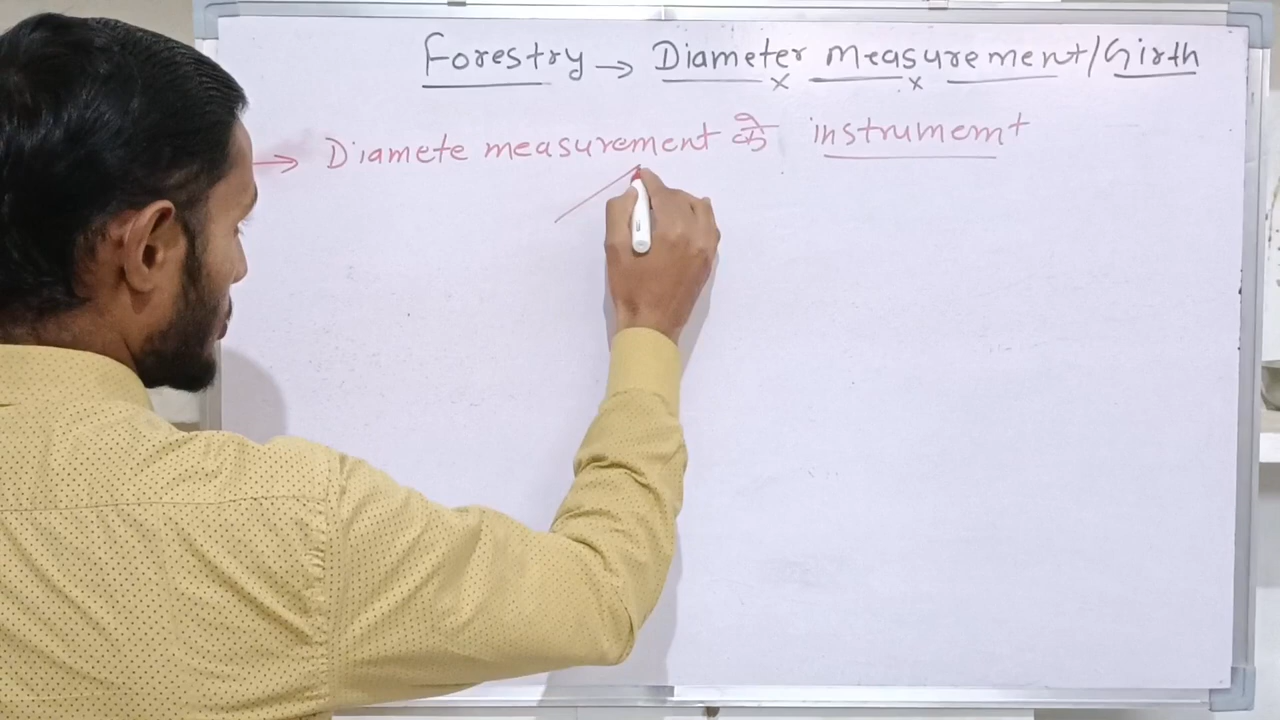 Forestry → Diameter measurement/Girth
→ Diamete measurement के instrument